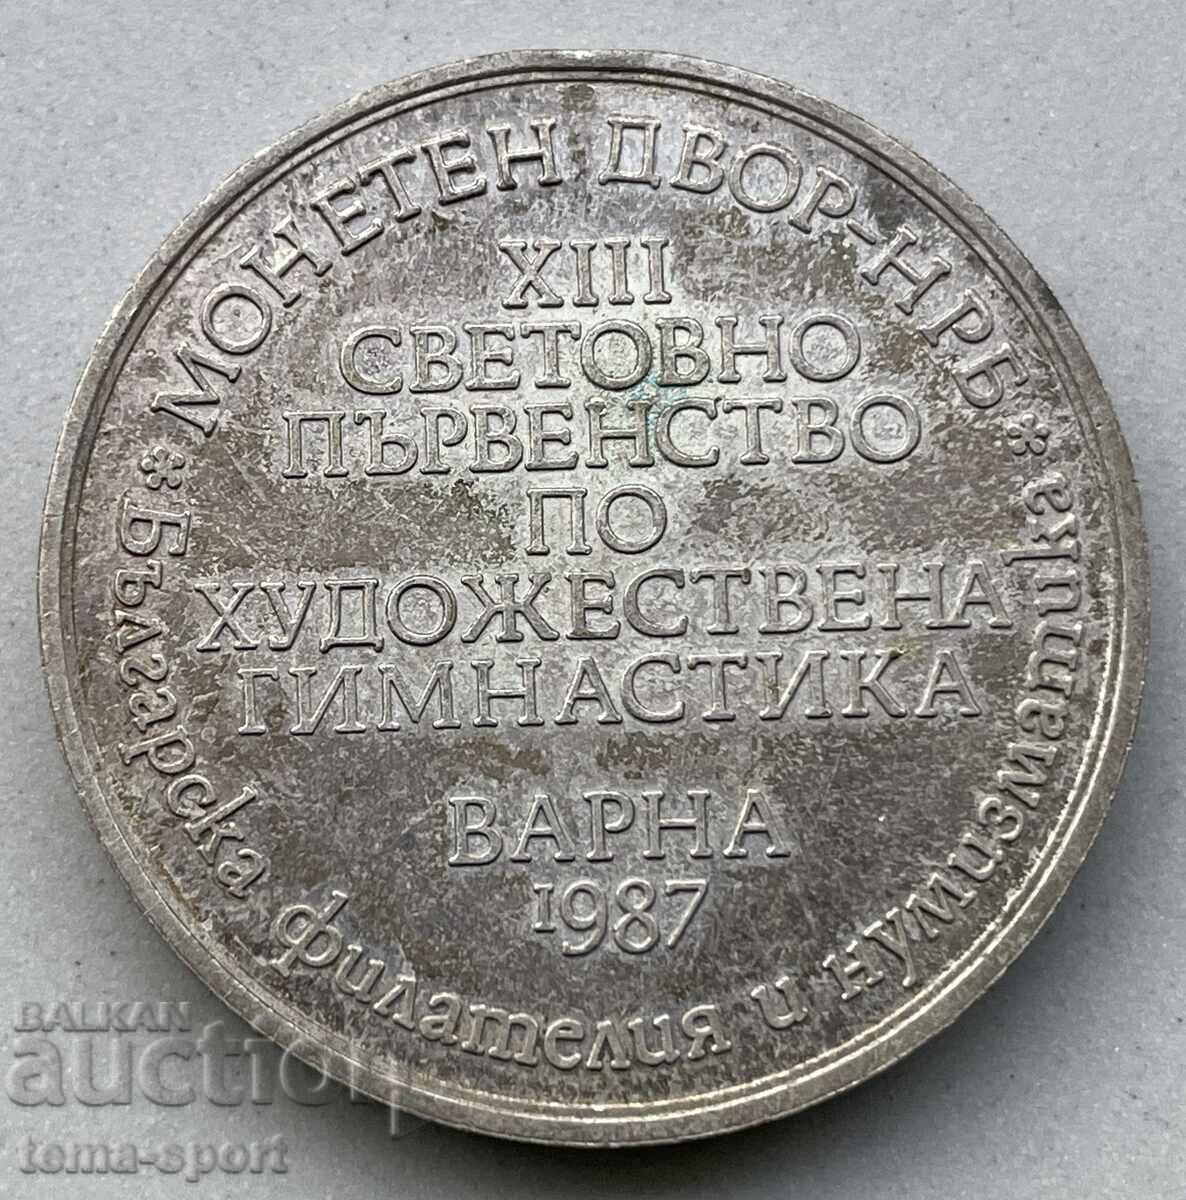 МОНЕТЕН ДВОР-НРБ
XIII
СВЕТОВНО
ПЪРВЕНСТВО
ПО
ХУДОЖЕСТВЕНА
ГИМНАСТИКА
ВАРНА
1987
Българска филателия и нумизматика
BALKAN
auction
tema-sport